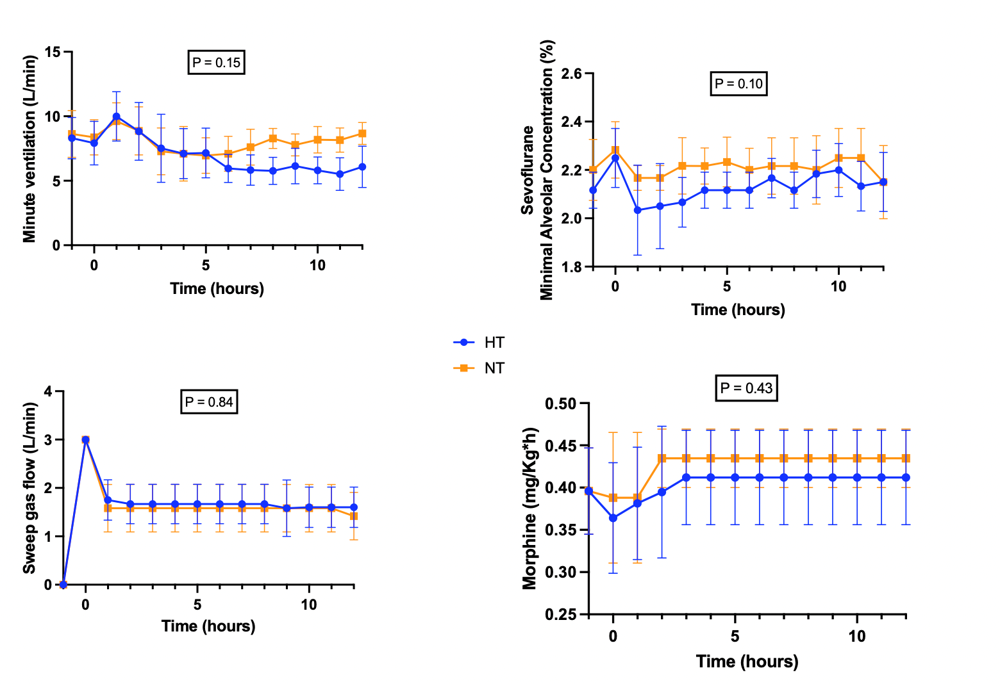 P = 0.15
Minute ventilation (L/min)
15
10
5
0
0 5 10
Time (hours)
P = 0.10
Sevoflurane
Minimal Alveolar Concentration (%)
2.6
2.4
2.2
2.0
1.8
0 5 10
Time (hours)
HT
NT
P = 0.84
Sweep gas flow (L/min)
4
3
2
1
0
0 5 10
Time (hours)
P = 0.43
Morphine (mg/Kg*h)
0.50
0.45
0.40
0.35
0.30
0.25
0 5 10
Time (hours)